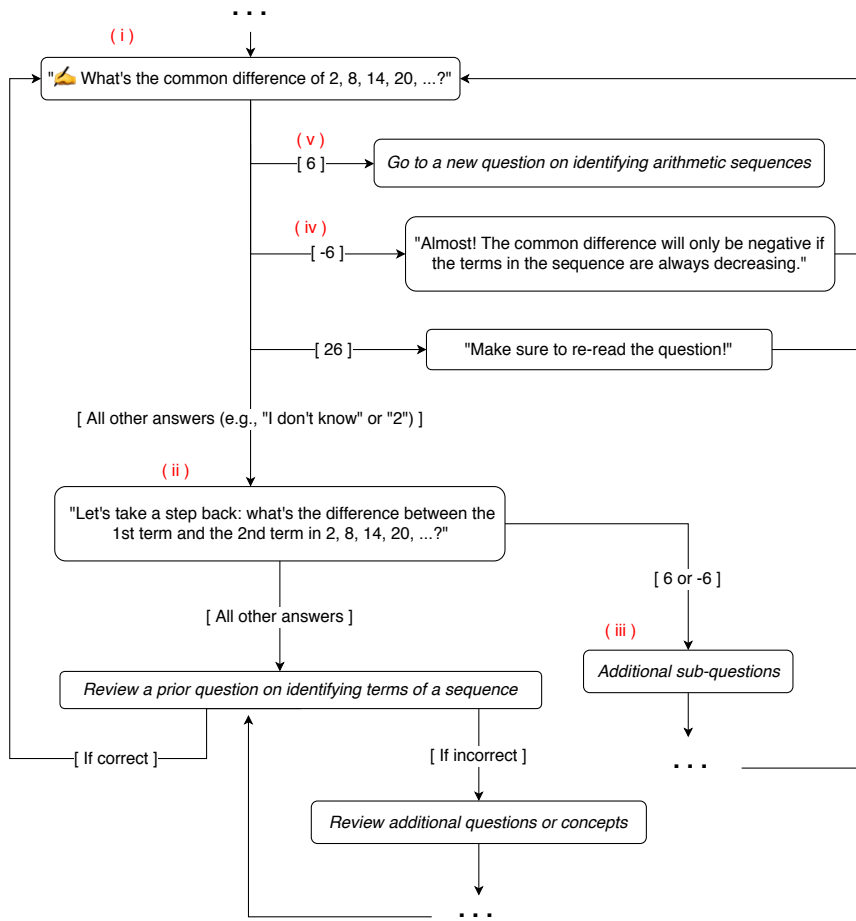 ...
( i )
"✍ What's the common difference of 2, 8, 14, 20, ...?"
( v )
[ 6 ]
Go to a new question on identifying arithmetic sequences
( iv )
[ -6 ]
"Almost! The common difference will only be negative if
the terms in the sequence are always decreasing."
[ 26 ]
"Make sure to re-read the question!"
[ All other answers (e.g., "I don't know" or "2") ]
( ii )
"Let's take a step back: what's the difference between the
1st term and the 2nd term in 2, 8, 14, 20, ...?"
[ 6 or -6 ]
[ All other answers ]
( iii )
Additional sub-questions
Review a prior question on identifying terms of a sequence
[ If correct ]
[ If incorrect ]
...
Review additional questions or concepts
...